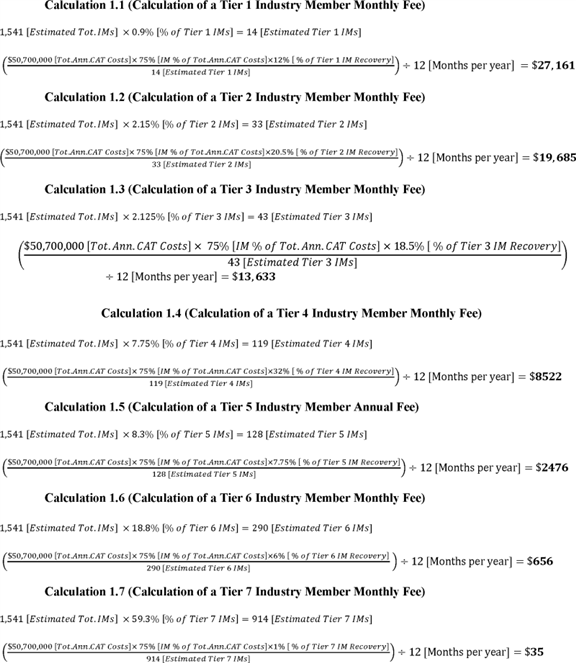 Calculation 1.1 (Calculation of a Tier 1 Industry Member Monthly Fee)
1,541 [Estimated Tot. IMs] × 0.9% [% of Tier 1 IMs] = 14 [Estimated Tier 1 IMs]
($50,700,000 [Tot.Ann.CAT Costs]× 75% [IM % of Tot.Ann.CAT Costs]×12% [ % of Tier 1 IM Recovery]
14 [Estimated Tier 1 IMs]) ÷ 12 [Months per year] = $27,161
Calculation 1.2 (Calculation of a Tier 2 Industry Member Monthly Fee)
1,541 [Estimated Tot. IMs] × 2.15% [% of Tier 2 IMs] = 33 [Estimated Tier 2 IMs]
($50,700,000 [Tot.Ann.CAT Costs]× 75% [IM % of Tot.Ann.CAT Costs]×20.5% [ % of Tier 2 IM Recovery]
33 [Estimated Tier 2 IMs]) ÷ 12 [Months per year] = $19,685
Calculation 1.3 (Calculation of a Tier 3 Industry Member Monthly Fee)
1,541 [Estimated Tot. IMs] × 2.125% [% of Tier 3 IMs] = 43 [Estimated Tier 3 IMs]
($50,700,000 [Tot. Ann. CAT Costs] × 75% [IM % of Tot. Ann. CAT Costs × 18.5% [ % of Tier 3 IM Recovery]
43 [Estimated Tier 3 IMs])
÷ 12 [Months per year] = $13,633
Calculation 1.4 (Calculation of a Tier 4 Industry Member Monthly Fee)
1,541 [Estimated Tot. IMs] × 7.75% [% of Tier 4 IMs] = 119 [Estimated Tier 4 IMs]
($50,700,000 [Tot.Ann.CAT Costs]× 75% [IM % of Tot.Ann.CAT Costs×32% [ % of Tier 4 IM Recovery]
119 [Estimated Tier 4 IMs]) ÷ 12 [Months per year] = $8522
Calculation 1.5 (Calculation of a Tier 5 Industry Member Annual Fee)
1,541 [Estimated Tot. IMs] × 8.3% [% of Tier 5 IMs] = 128 [Estimated Tier 5 IMs]
($50,700,000 [Tot.Ann.CAT Costs]× 75% [IM % of Tot.Ann.CAT Costs]×7.75% [ % of Tier 5 IM Recovery]
128 [Estimated Tier 5 IMs]) ÷ 12 [Months per year] = $2476
Calculation 1.6 (Calculation of a Tier 6 Industry Member Monthly Fee)
1,541 [Estimated Tot. IMs] × 18.8% [% of Tier 6 IMs] = 290 [Estimated Tier 6 IMs]
($50,700,000 [Tot.Ann.CAT Costs]× 75% [IM % of Tot.Ann.CAT Costs]×6% [ % of Tier 6 IM Recovery]
290 [Estimated Tier 6 IMs]) ÷ 12 [Months per year] = $656
Calculation 1.7 (Calculation of a Tier 7 Industry Member Monthly Fee)
1,541 [Estimated Tot. IMs] × 59.3% [% of Tier 7 IMs] = 914 [Estimated Tier 7 IMs]
($50,700,000 [Tot.Ann.CAT Costs]× 75% [IM % of Tot.Ann.CAT Costs]×1% [ % of Tier 7 IM Recovery]
914 [Estimated Tier 7 IMs]) ÷ 12 [Months per year] = $35